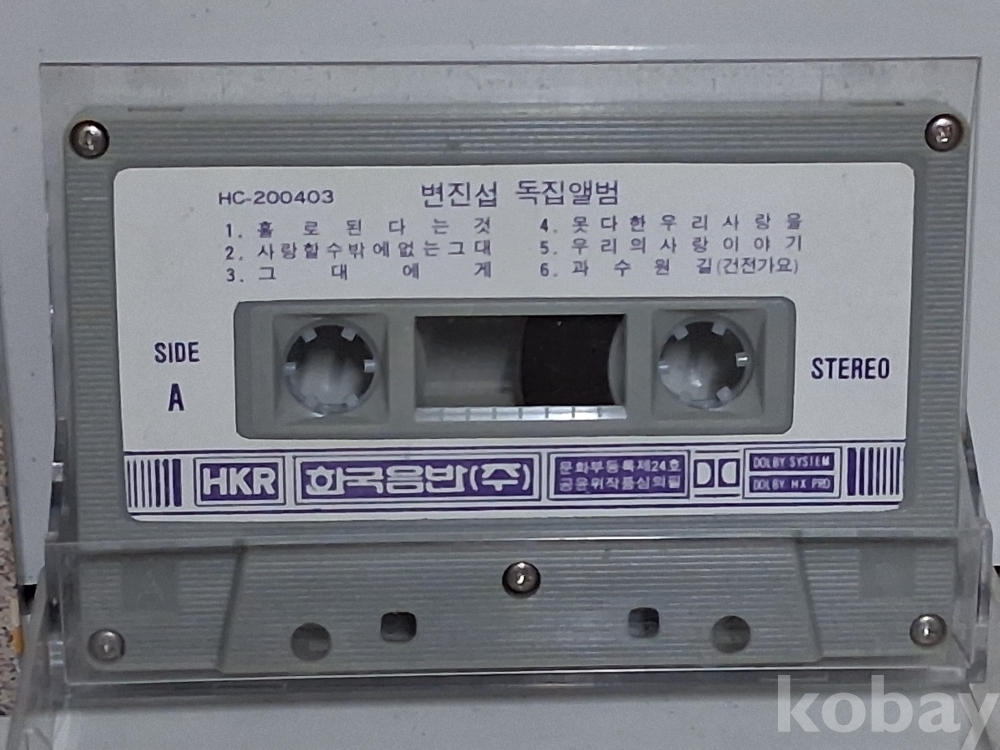 HC-200403 변진섭 독집앨범
1. 홀로된다는것
2. 사랑할수밖에없는그대
3. 그대에게
4. 못다한우리사랑을
5. 우리의사랑이야기
6. 과수원길(건전가요)
SIDE
A
STEREO
HKR
한국음반(주)
문화부등록제24호
공윤위작품심의필
DOLBY SYSTEM
DOLBY HX PRO
kobay